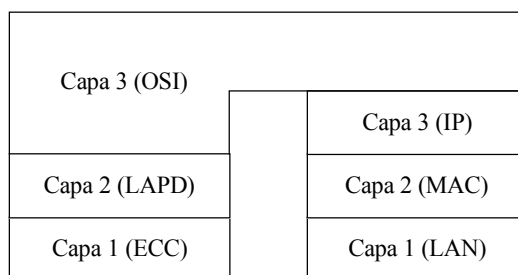 Capa 3 (OSI)
Capa 3 (IP)
Capa 2 (LAPD)
Capa 2 (MAC)
Capa 1 (ECC)
Capa 1 (LAN)